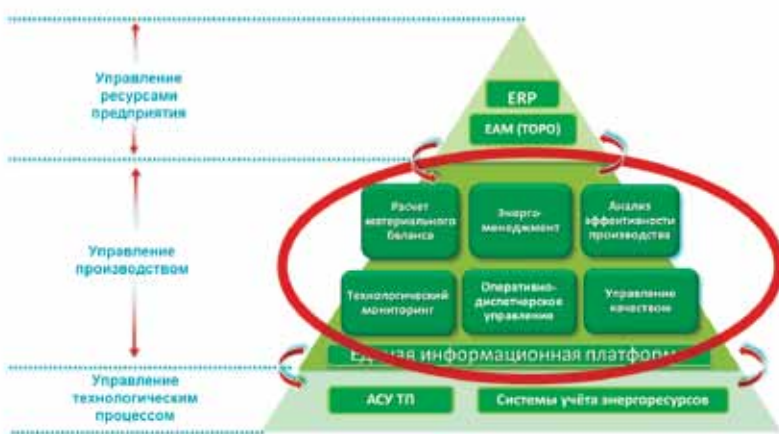 Управление
ресурсами
предприятия
ERP
EAM (ТОРО)
Управление
производством
Расчет
материального
баланса
Энерго-
менеджмент
Анализ
эффективности
производства
Технологический
мониторинг
Оперативно-
диспетчерское
управление
Управление
качеством
Единая информационная платформ
Управление
технологическим
процессом
АСУ ТП
Системы учёта энергоресурсов